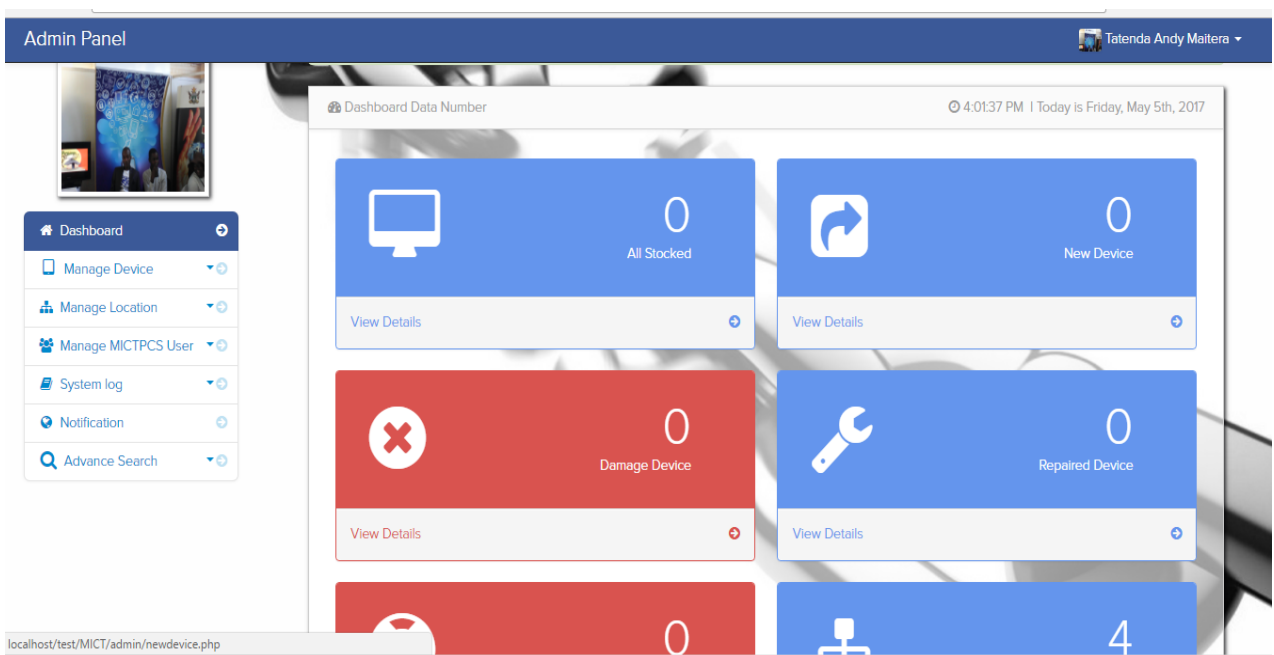 Admin Panel
Tatenda Andy Maitera
Dashboard Data Number
4:01:37 PM | Today is Friday, May 5th, 2017
Dashboard
Manage Device
Manage Location
Manage MICTPCS User
System log
Notification
Advance Search
0
All Stocked
View Details
0
New Device
View Details
0
Damage Device
View Details
0
Repaired Device
View Details
0
4
localhost/test/MICT/admin/newdevice.php